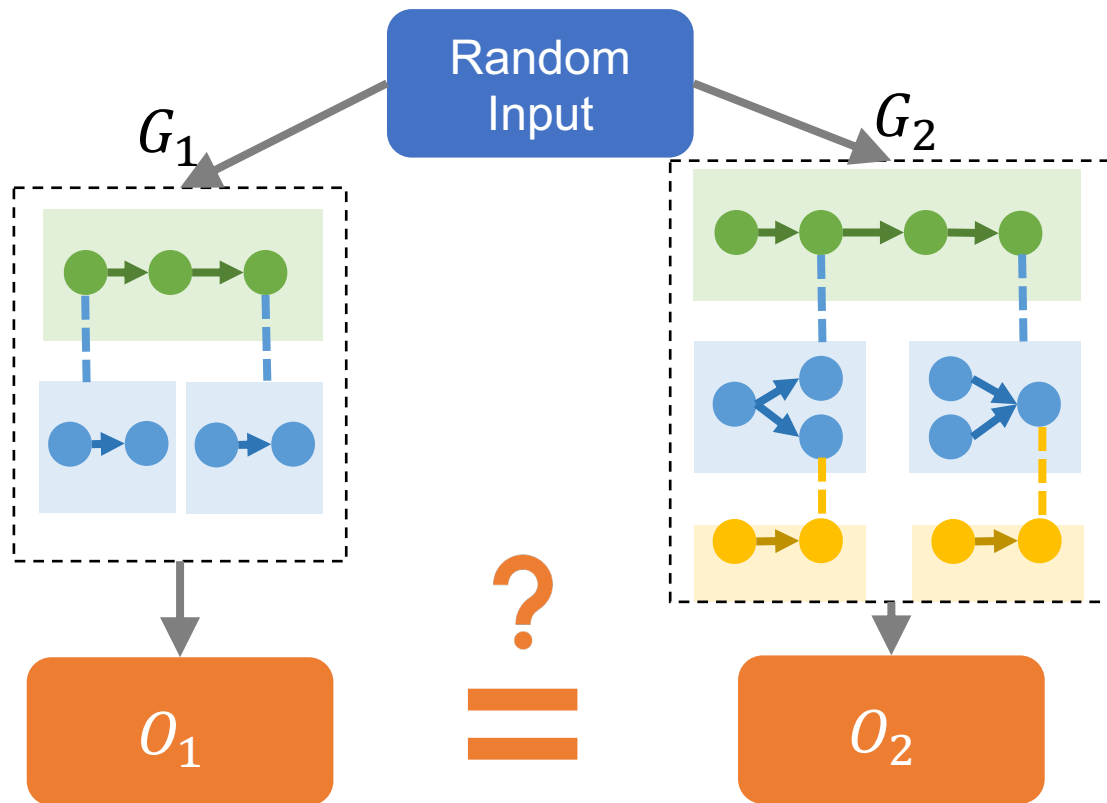 Random
Input
G₁
G₂
?
=
O₁
O₂